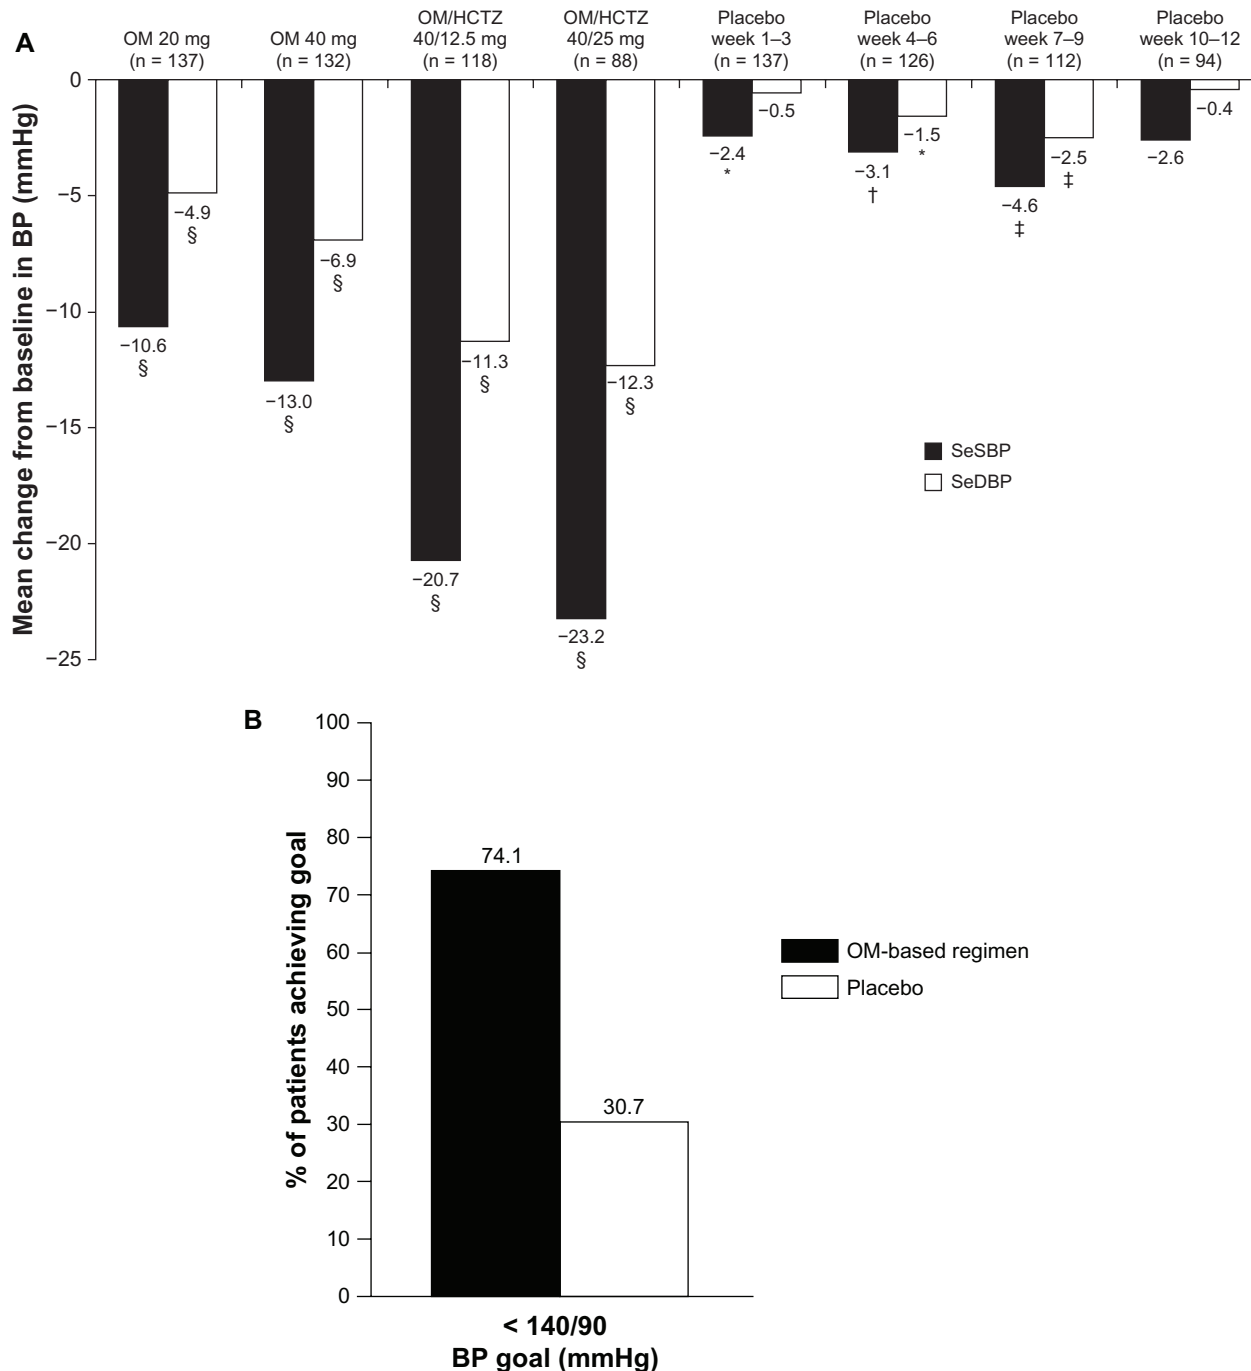 A
OM 20 mg
(n = 137)
OM 40 mg
(n = 132)
OM/HCTZ
40/12.5 mg
(n = 118)
OM/HCTZ
40/25 mg
(n = 88)
Placebo
week 1–3
(n = 137)
Placebo
week 4–6
(n = 126)
Placebo
week 7–9
(n = 112)
Placebo
week 10–12
(n = 94)
Mean change from baseline in BP (mmHg)
0
−5
−10
−15
−20
−25
−10.6
§
−4.9
§
−13.0
§
−6.9
§
−20.7
§
−11.3
§
−23.2
§
−12.3
§
−2.4
*
−0.5
−3.1
†
−1.5
*
−4.6
‡
−2.5
‡
−2.6
−0.4
SeSBP
SeDBP
B
% of patients achieving goal
100
90
80
70
60
50
40
30
20
10
0
74.1
30.7
OM-based regimen
Placebo
< 140/90
BP goal (mmHg)